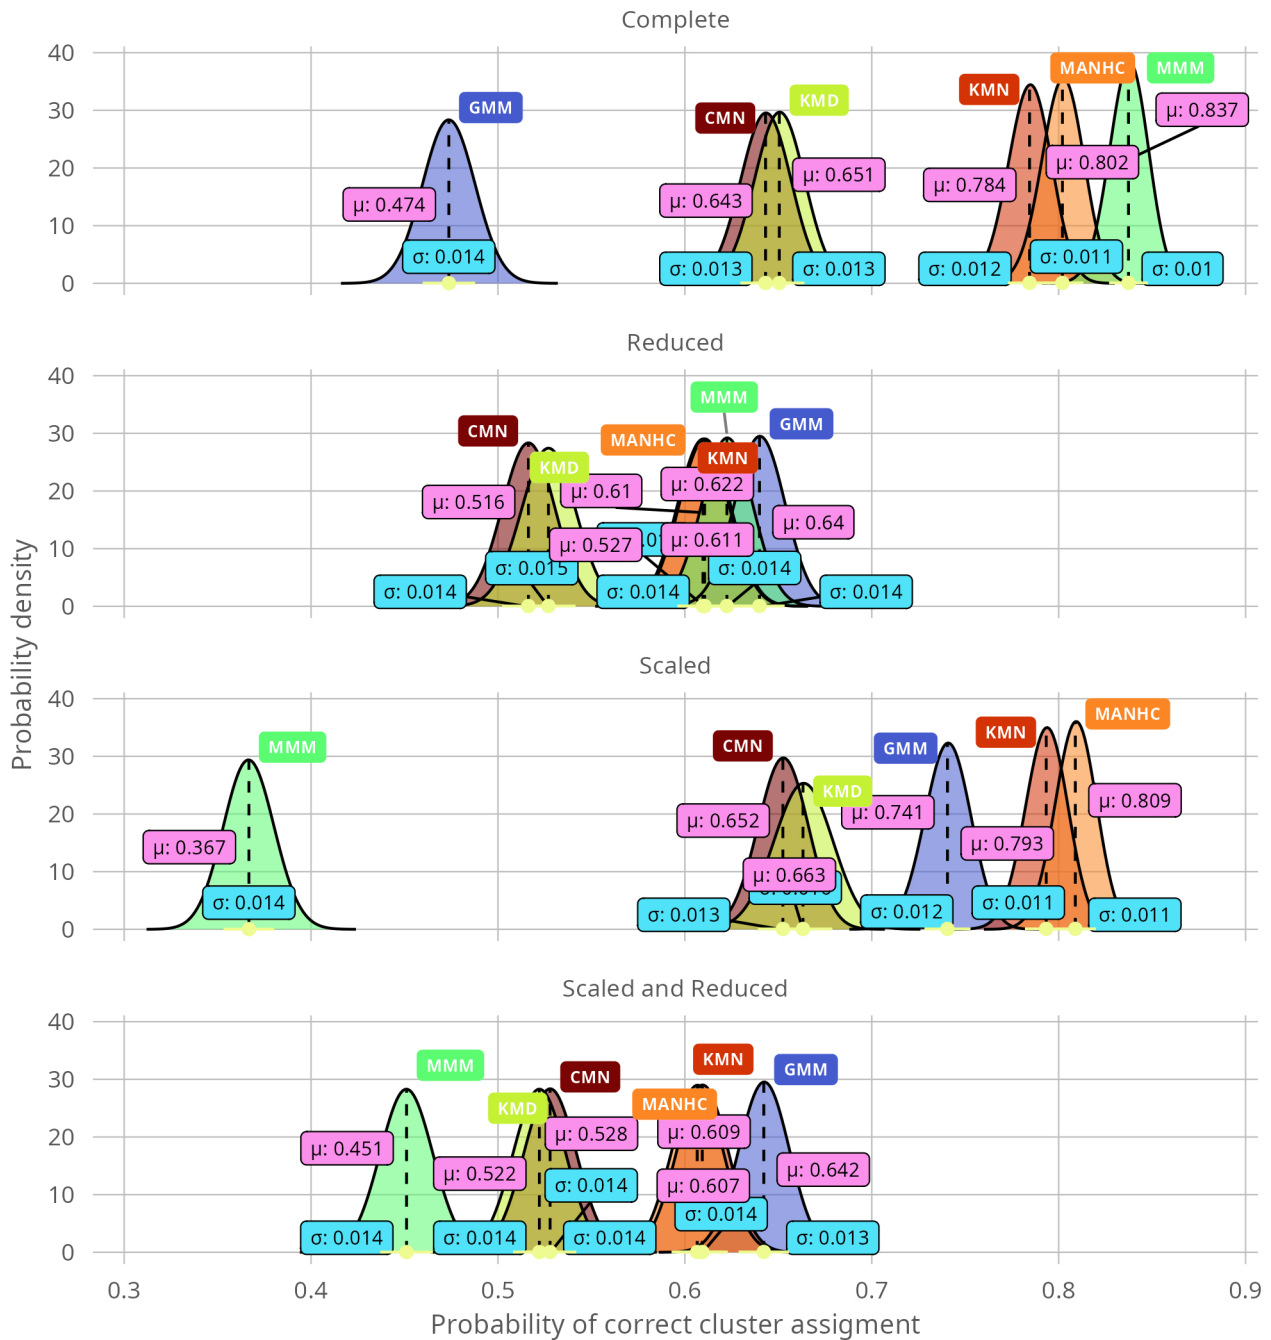 Complete
40
30
20
10
0
GMM
CMN
KMD
KMN
MANHC
MMM
μ: 0.474
μ: 0.643
μ: 0.651
μ: 0.784
μ: 0.802
μ: 0.837
σ: 0.014
σ: 0.013
σ: 0.013
σ: 0.012
σ: 0.011
σ: 0.01
Reduced
40
30
20
10
0
CMN
KMD
MANHC
MMM
KMN
GMM
μ: 0.516
μ: 0.61
μ: 0.622
μ: 0.64
μ: 0.527
μ: 0.611
σ: 0.014
σ: 0.015
σ: 0.014
σ: 0.014
σ: 0.014
Scaled
40
30
20
10
0
MMM
CMN
KMD
GMM
KMN
MANHC
μ: 0.367
μ: 0.652
μ: 0.663
μ: 0.741
μ: 0.793
μ: 0.809
σ: 0.014
σ: 0.013
σ: 0.012
σ: 0.011
σ: 0.011
Scaled and Reduced
40
30
20
10
0
MMM
KMD
CMN
MANHC
KMN
GMM
μ: 0.451
μ: 0.522
μ: 0.528
μ: 0.609
μ: 0.607
μ: 0.642
σ: 0.014
σ: 0.014
σ: 0.014
σ: 0.014
σ: 0.014
σ: 0.013
0.3
0.4
0.5
0.6
0.7
0.8
0.9
Probability of correct cluster assigment
Probability density